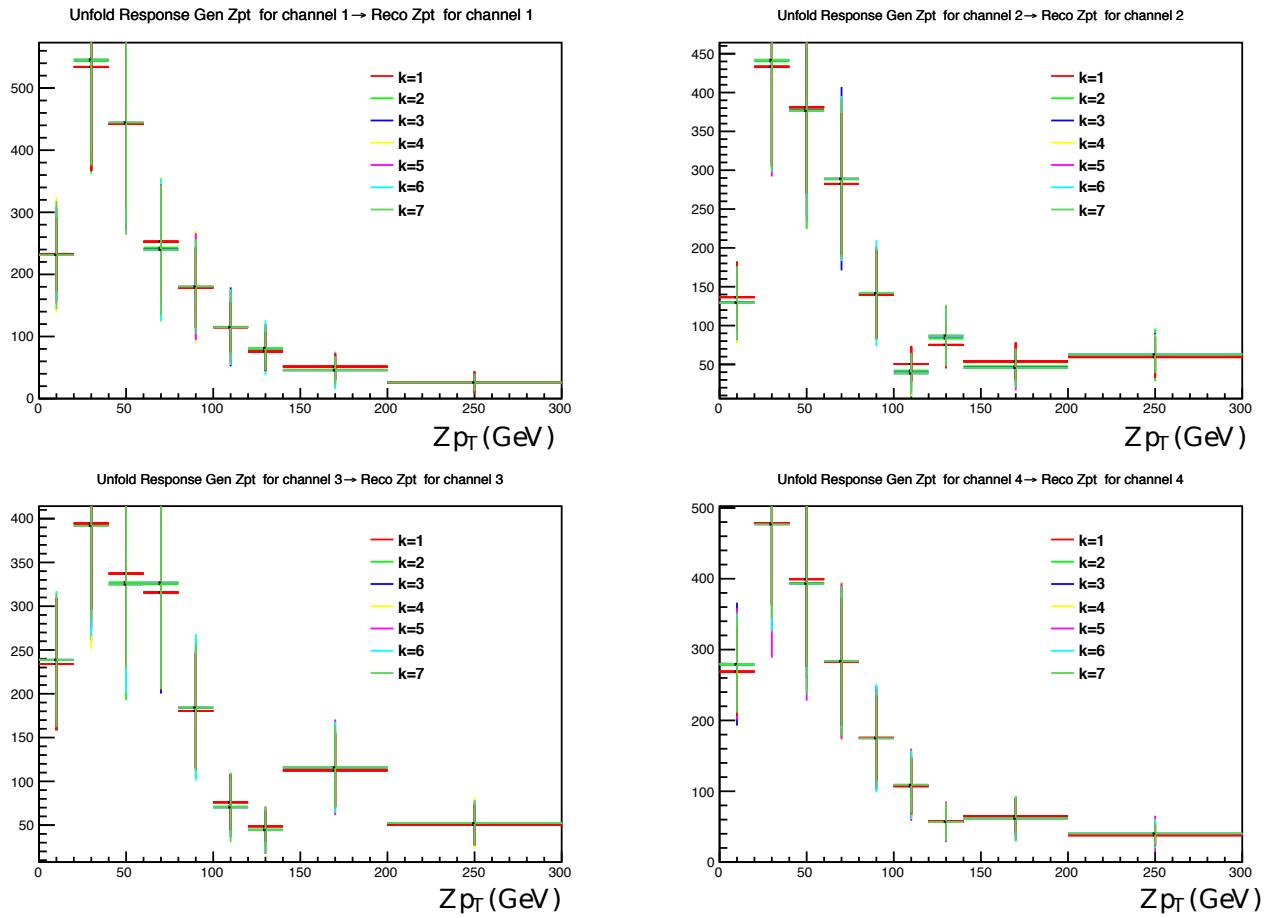 Unfold Response Gen Zpt for channel 1→ Reco Zpt for channel 1
500
400
300
200
100
0
k=1
k=2
k=3
k=4
k=5
k=6
k=7
0 50 100 150 200 250 300
Zp_T (GeV)
Unfold Response Gen Zpt for channel 2→ Reco Zpt for channel 2
450
400
350
300
250
200
150
100
50
k=1
k=2
k=3
k=4
k=5
k=6
k=7
0 50 100 150 200 250 300
Zp_T (GeV)
Unfold Response Gen Zpt for channel 3→ Reco Zpt for channel 3
400
350
300
250
200
150
100
50
k=1
k=2
k=3
k=4
k=5
k=6
k=7
0 50 100 150 200 250 300
Zp_T (GeV)
Unfold Response Gen Zpt for channel 4→ Reco Zpt for channel 4
500
400
300
200
100
0
k=1
k=2
k=3
k=4
k=5
k=6
k=7
0 50 100 150 200 250 300
Zp_T (GeV)